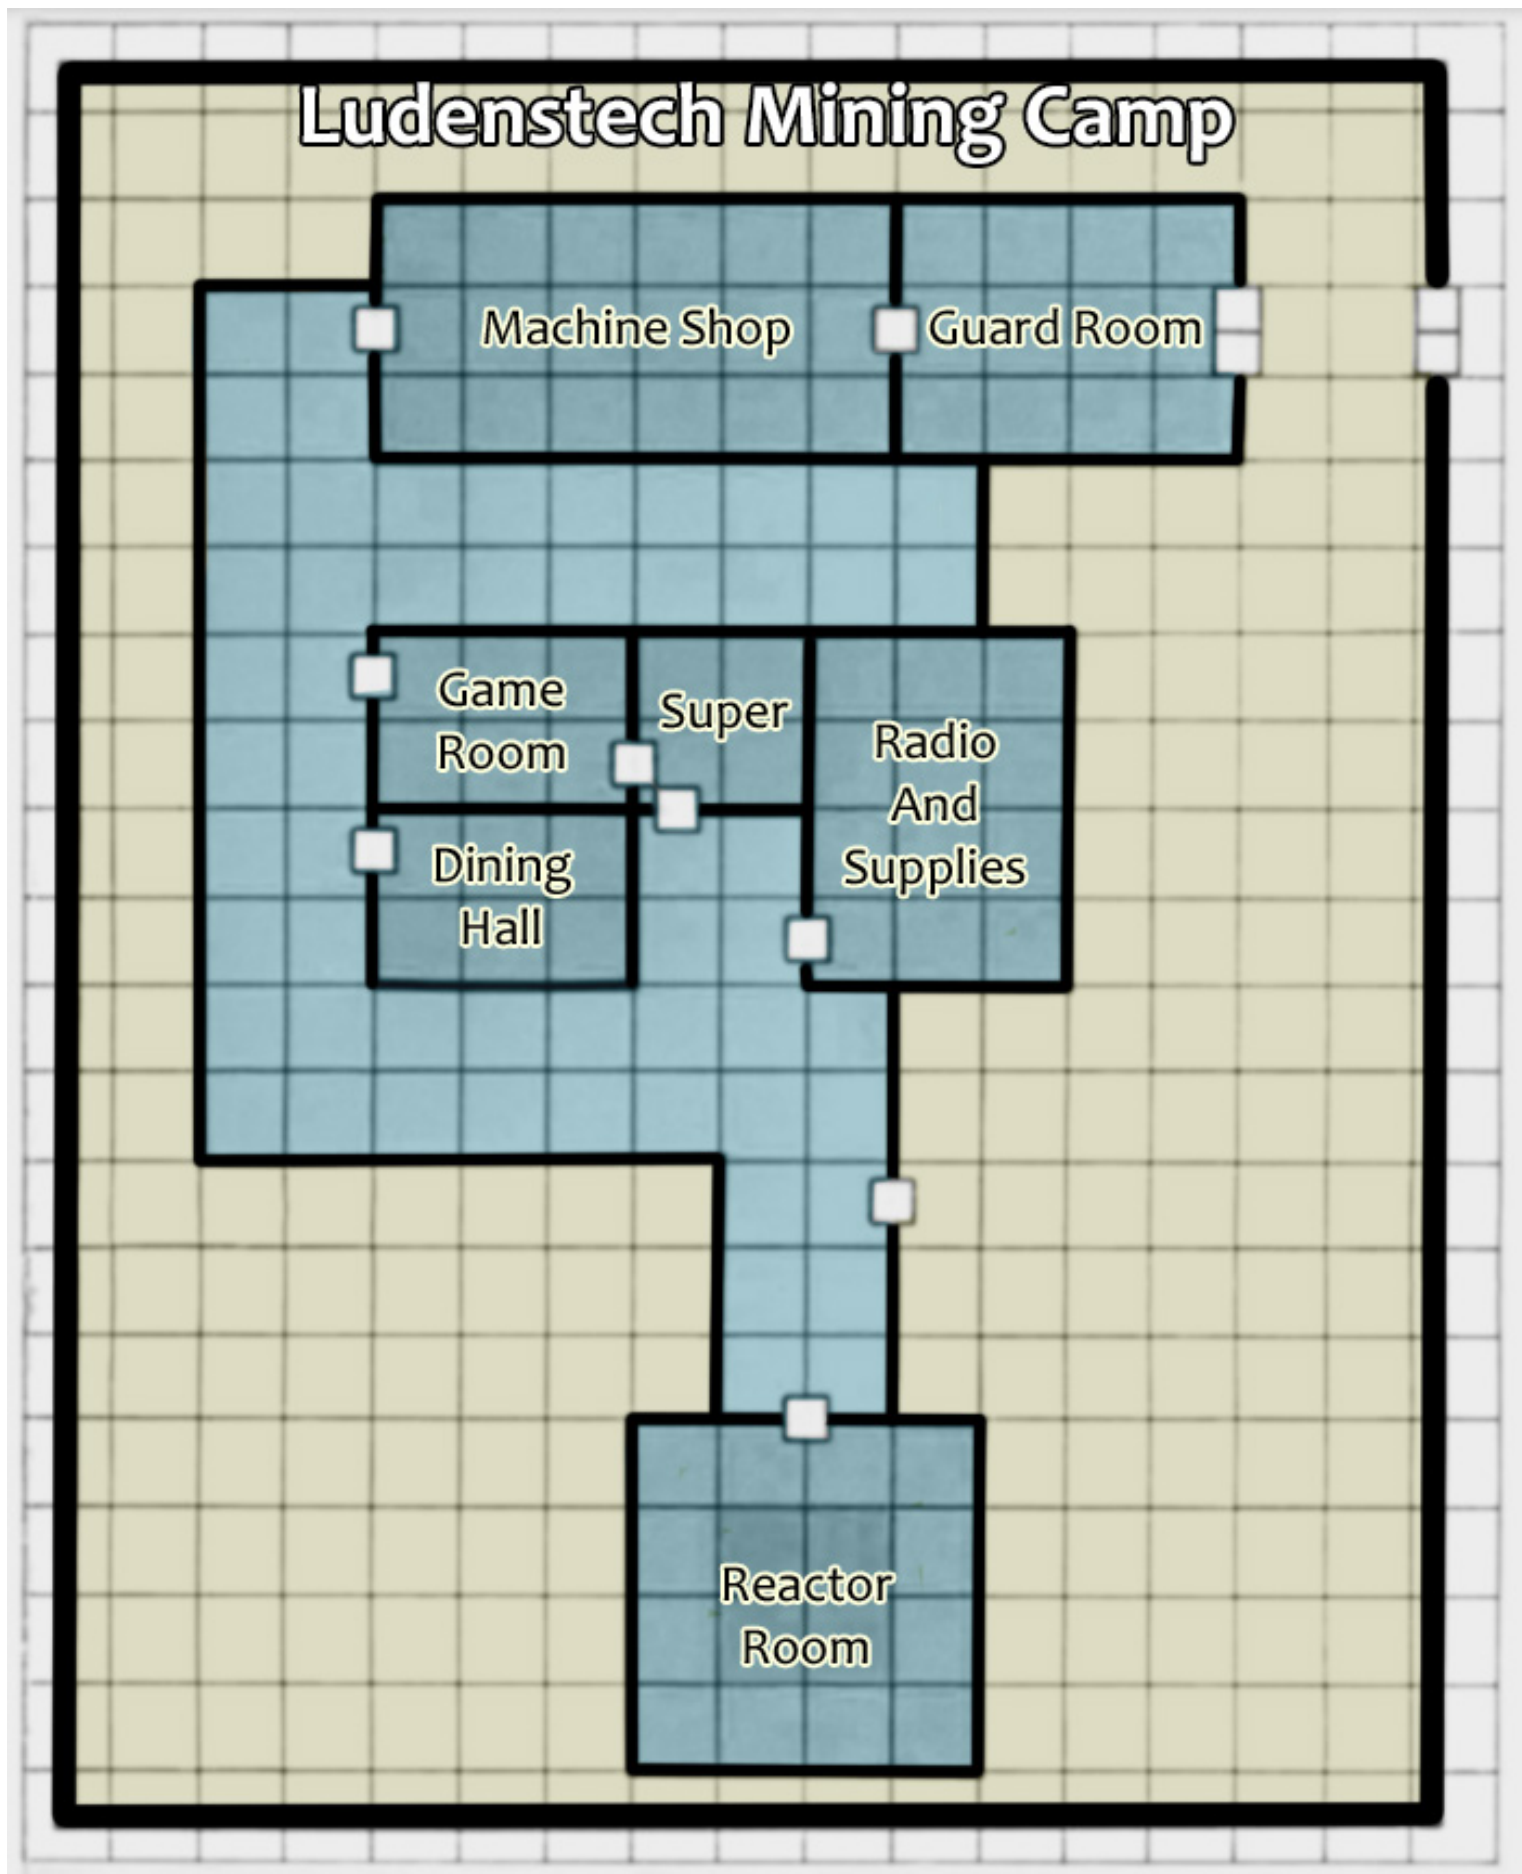 Ludenstech Mining Camp
Machine Shop
Guard Room
Game
Room
Super
Radio
And
Supplies
Dining
Hall
Reactor
Room